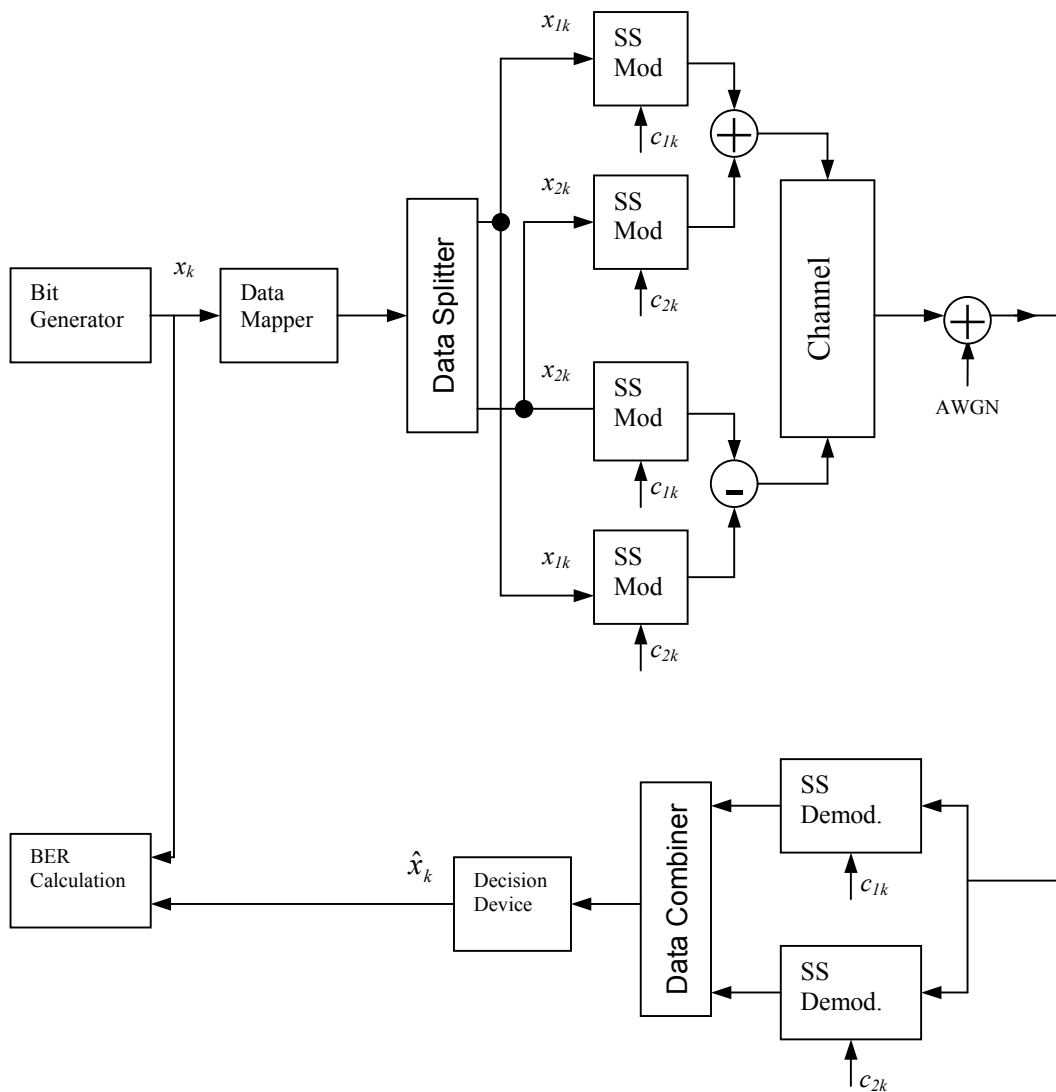 x1k
SS
Mod
c1k
x2k
SS
Mod
c2k
Bit
Generator
xk
Data
Mapper
Data Splitter
x2k
SS
Mod
c1k
x1k
SS
Mod
c2k
+
-
Channel
+
AWGN
SS
Demod.
c1k
SS
Demod.
c2k
Data Combiner
Decision
Device
x̂k
BER
Calculation